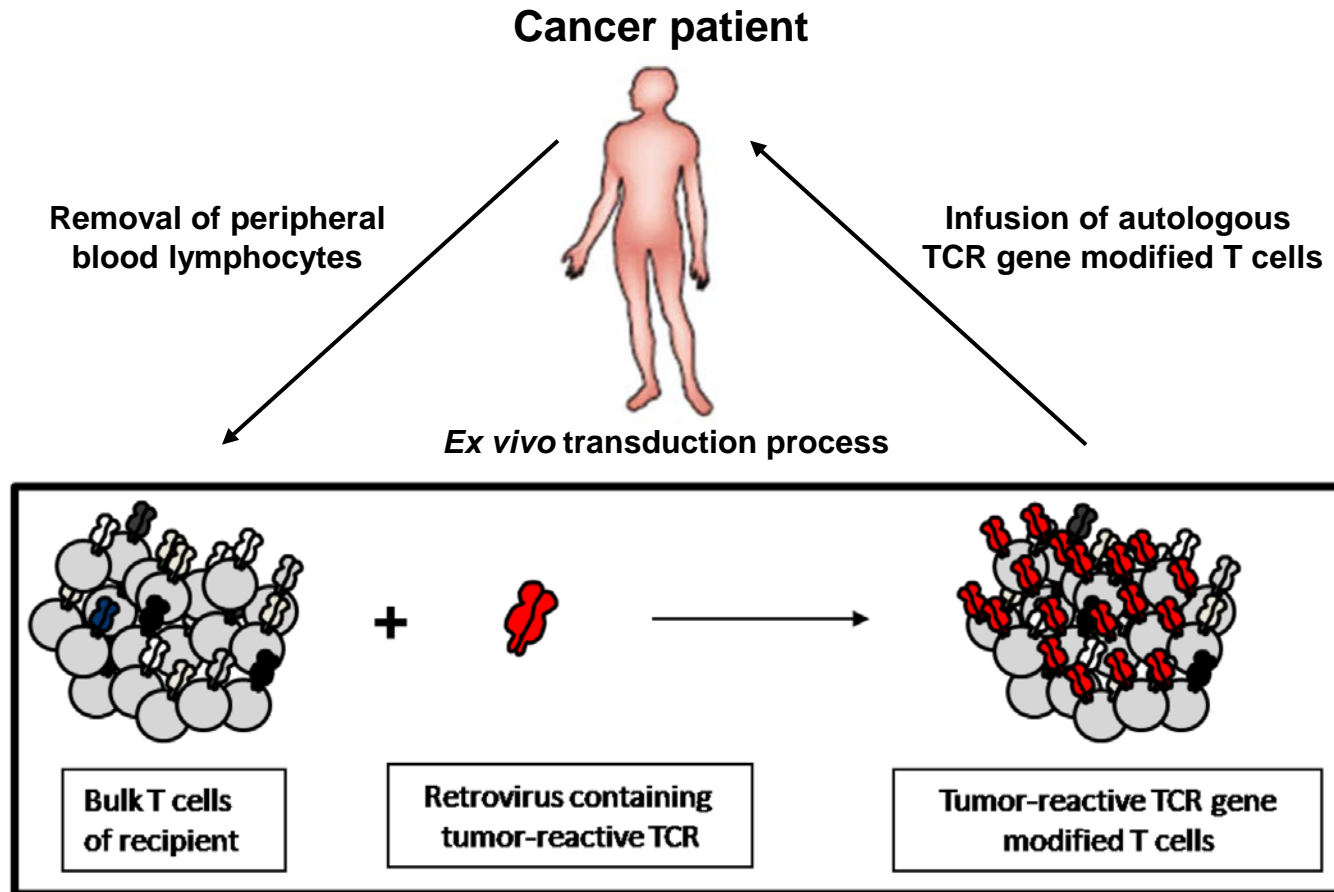 Cancer patient
Removal of peripheral
blood lymphocytes
Infusion of autologous
TCR gene modified T cells
Ex vivo transduction process
+
Bulk T cells
of recipient
Retrovirus containing
tumor-reactive TCR
Tumor-reactive TCR gene
modified T cells